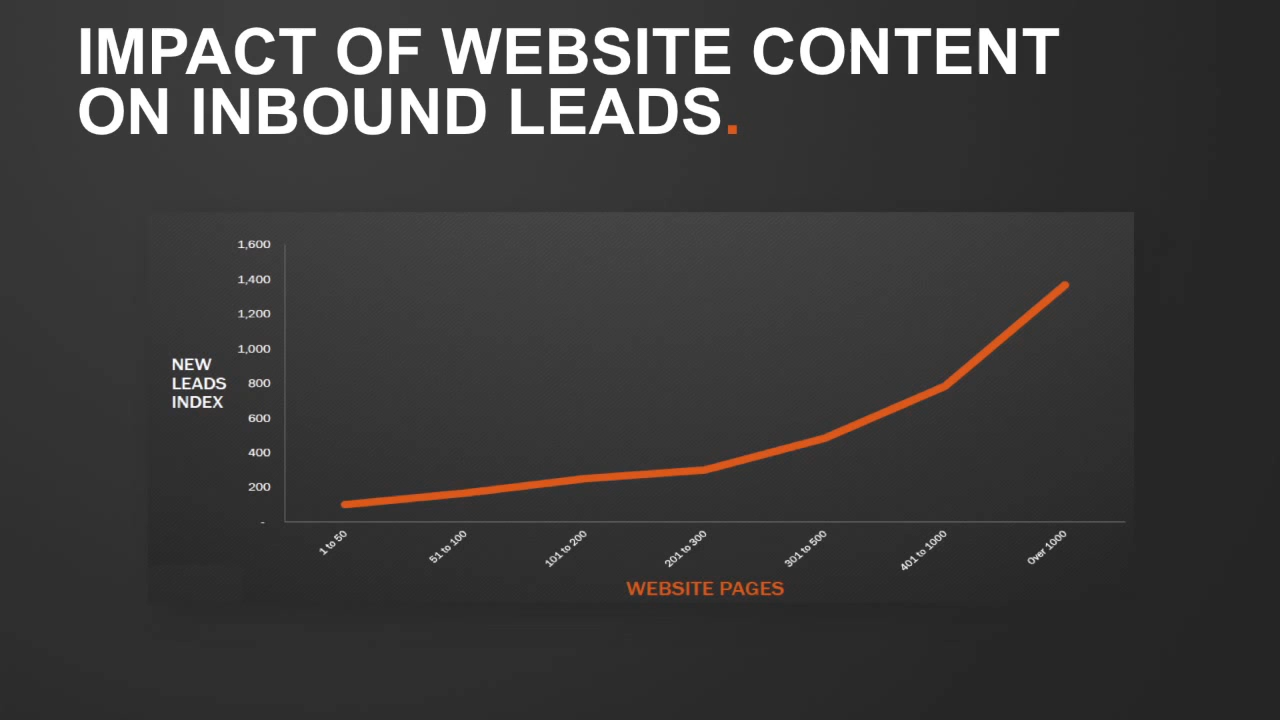 IMPACT OF WEBSITE CONTENT
ON INBOUND LEADS.
1,600
1,400
1,200
1,000
800
600
400
200
-
NEW
LEADS
INDEX
1 to 50
51 to 100
101 to 200
201 to 300
301 to 500
401 to 1000
Over 1000
WEBSITE PAGES